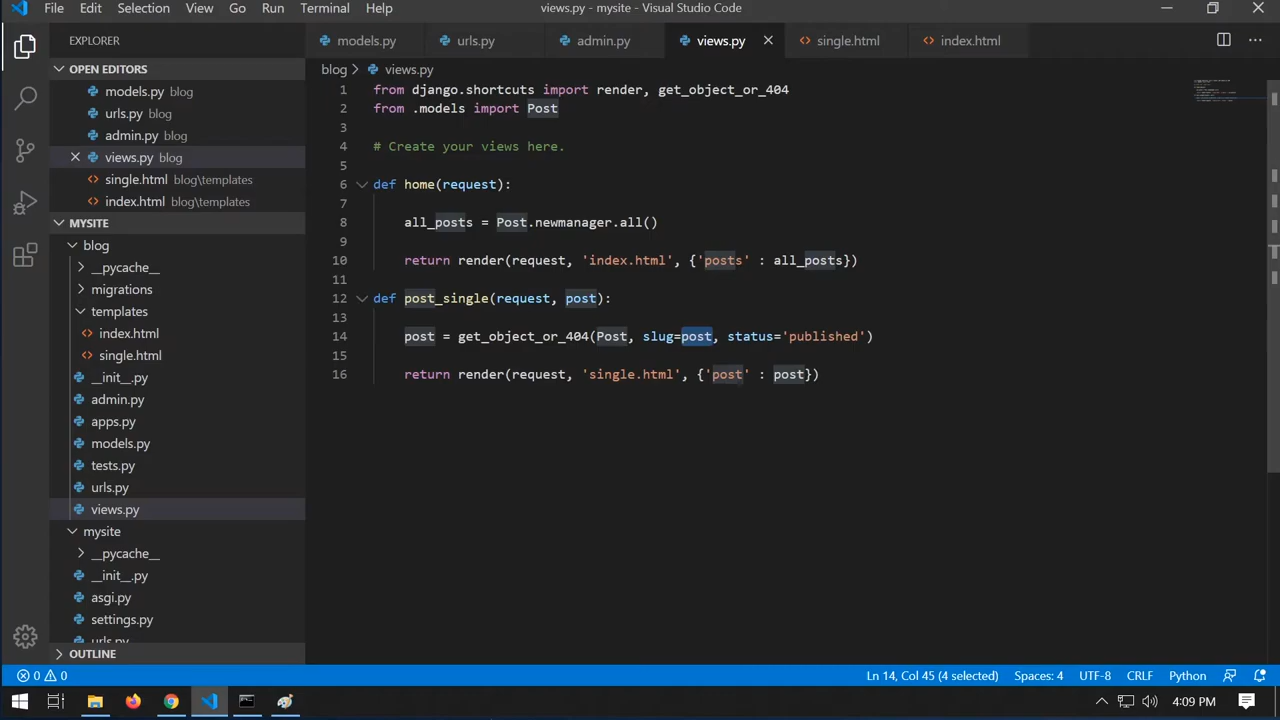 File Edit Selection View Go Run Terminal Help
views.py - mysite - Visual Studio Code
EXPLORER
OPEN EDITORS
models.py blog
urls.py blog
admin.py blog
views.py blog
single.html blog\templates
index.html blog\templates
MYSITE
blog
__pycache__
migrations
templates
index.html
single.html
__init__.py
admin.py
apps.py
models.py
tests.py
urls.py
views.py
mysite
__pycache__
__init__.py
asgi.py
settings.py
urls.py
OUTLINE
models.py urls.py admin.py views.py single.html index.html
blog > views.py
1 from django.shortcuts import render, get_object_or_404
2 from .models import Post
3
4 # Create your views here.
5
6 def home(request):
7
8 all_posts = Post.newmanager.all()
9
10 return render(request, 'index.html', {'posts' : all_posts})
11
12 def post_single(request, post):
13
14 post = get_object_or_404(Post, slug=post, status='published')
15
16 return render(request, 'single.html', {'post' : post})
0 0
Ln 14, Col 45 (4 selected) Spaces: 4 UTF-8 CRLF Python
4:09 PM